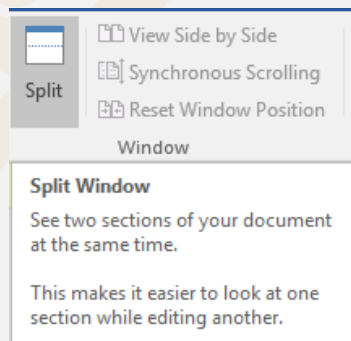 Split
View Side by Side
Synchronous Scrolling
Reset Window Position
Window
Split Window
See two sections of your document
at the same time.
This makes it easier to look at one
section while editing another.